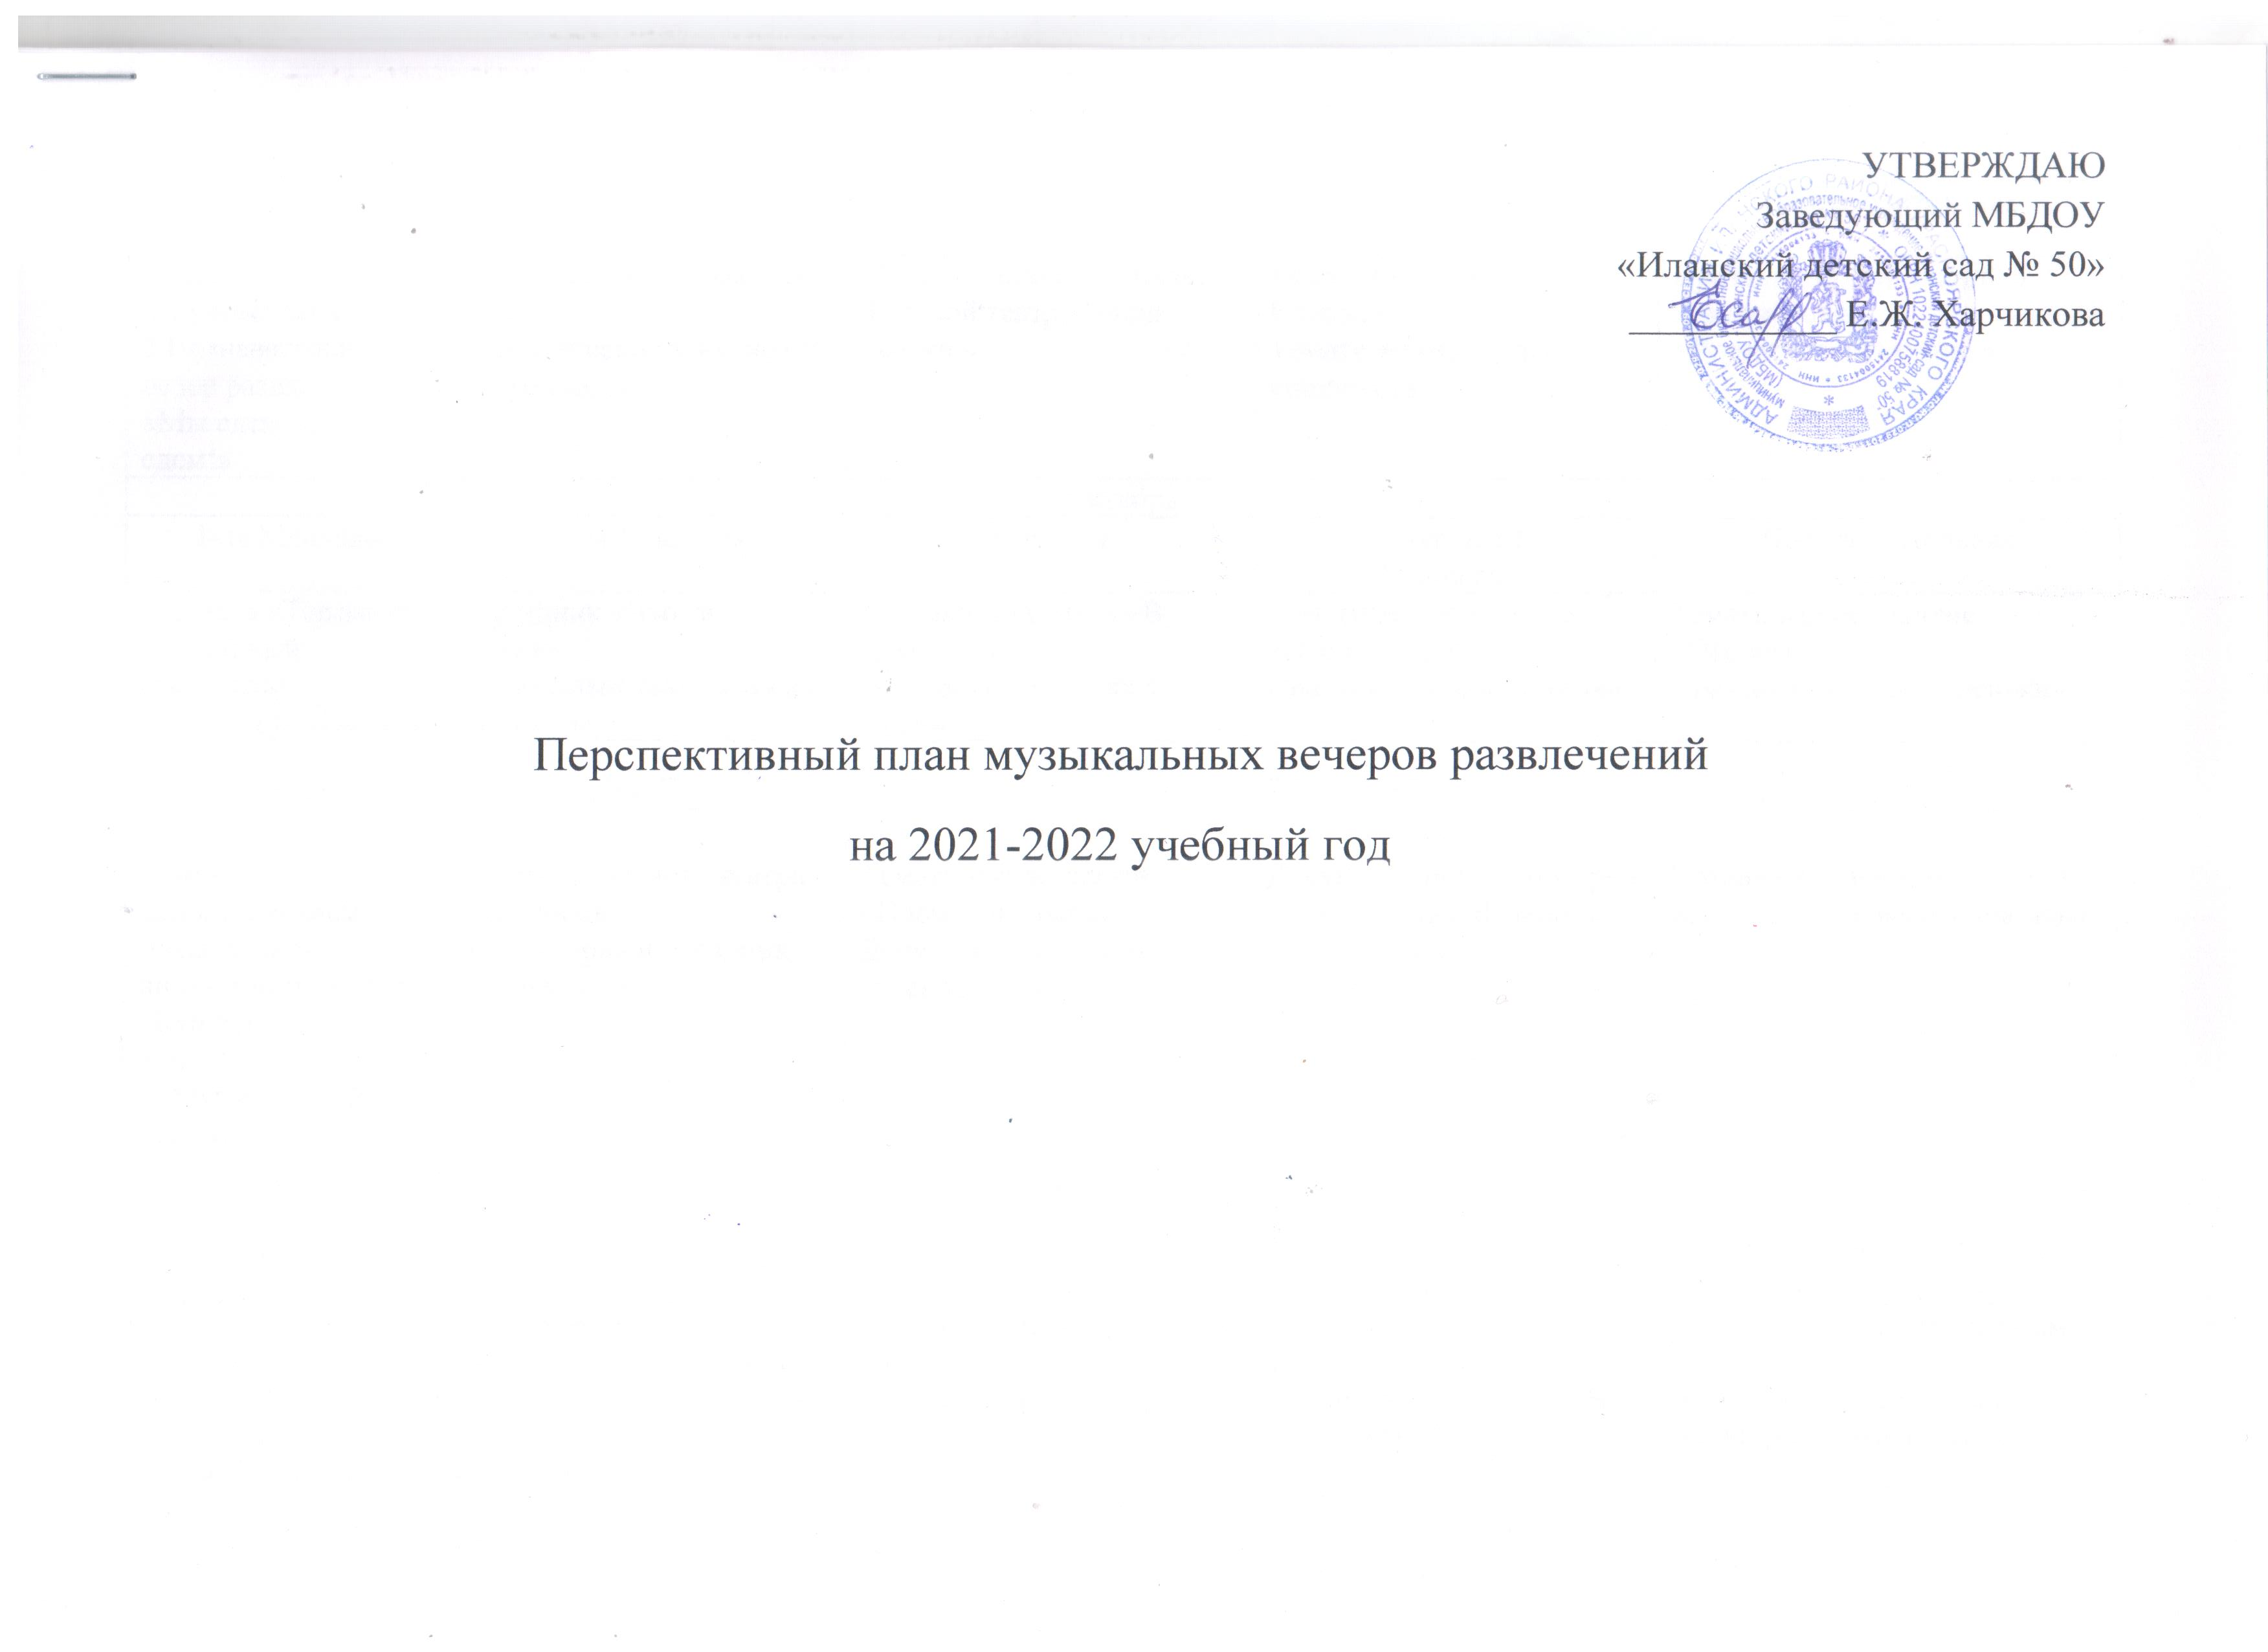 УТВЕРЖДАЮ
Заведующий МБДОУ
«Иланский детский сад № 50»
Е.Ж. Харчикова
Перспективный план музыкальных вечеров развлечений
на 2021-2022 учебный год